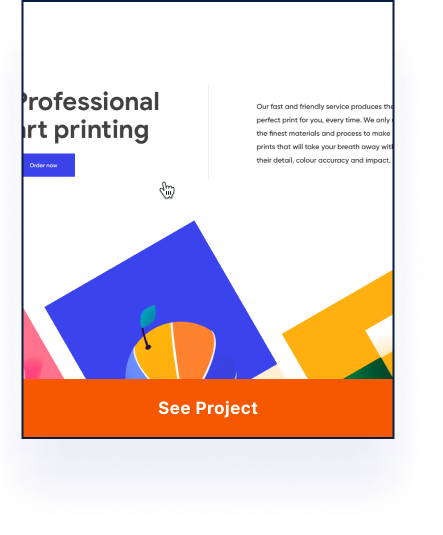 Professional
art printing
Order now
Our fast and friendly service produces the
perfect print for you, every time. We only
the finest materials and process to make
prints that will take your breath away with
their detail, colour accuracy and impact.
See Project